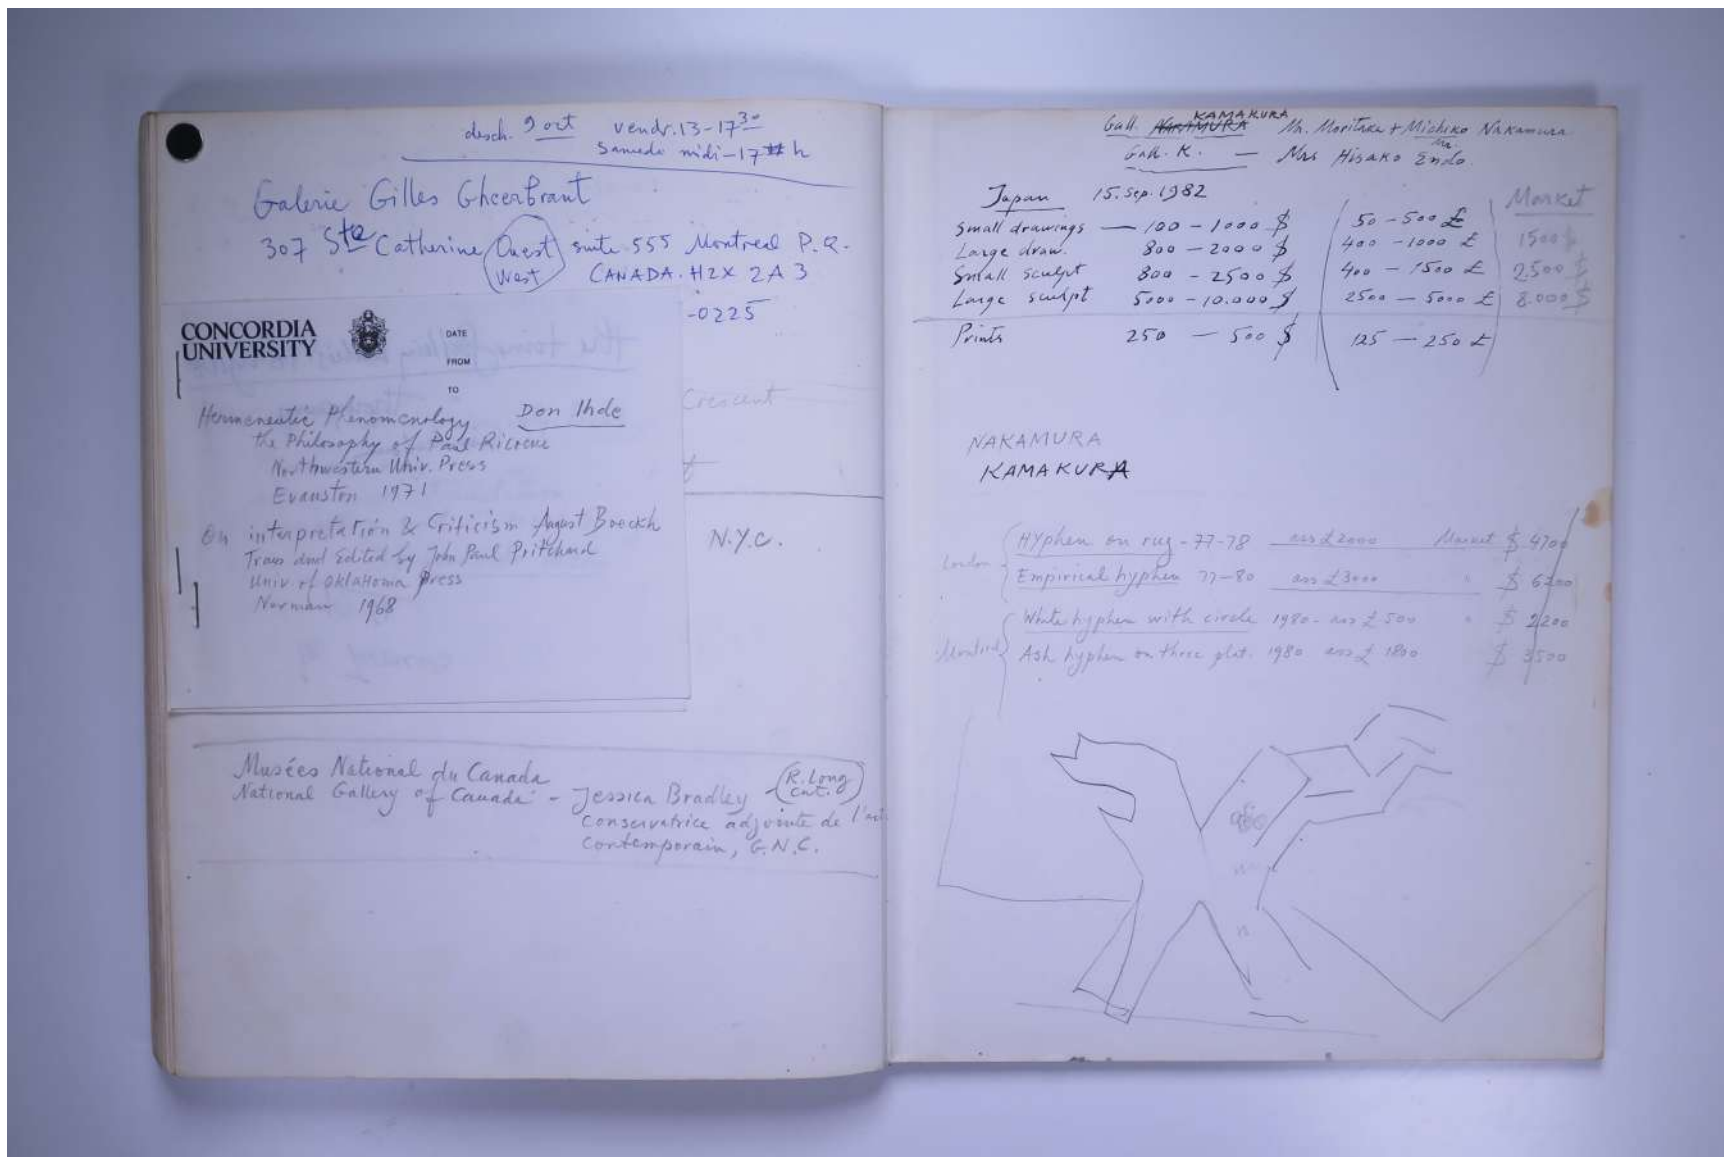 desch. 9 oct vendr. 13-17³⁰
Samedi midi-17 h
Galerie Gilles Gheerbrant
307 Ste Catherine Ouest suite 555 Montreal P.Q.
West CANADA. H2X 2A3
-0225
CONCORDIA
UNIVERSITY
DATE
FROM
TO
Hermeneutic Phenomenology Don Ihde
the Philosophy of Paul Ricoeur
Northwestern Univ. Press
Evanston 1971
On interpretation & Criticism August Boeckh
Trans and Edited by John Paul Pritchard
Univ. of Oklahoma Press
Norman 1968
Crescent
N.Y.C.
Musées National du Canada
National Gallery of Canada - Jessica Bradley - (R. Long
cat.)
Conservatrice adjointe de l'art
Contemporain, G.N.C.
Gall. NAKAMURA KAMAKURA Mr. Moritaka + Michiko Nakamura
Gall. K. — Mrs Hisako Endo.
Japan 15. Sep. 1982 Market
Small drawings — 100 - 1000 $ 50 - 500 £ 1500 $
Large draw. 800 - 2000 $ 400 - 1000 £ 2.500 $
Small sculpt 800 - 2500 $ 400 - 1500 £ 8.000 $
Large sculpt 5000 - 10.000 $ 2500 - 5000 £
Prints 250 - 500 $ 125 - 250 £
NAKAMURA
KAMAKURA
London
Hyphen on rug - 77-78 ass £ 2000 Market $ 4700
Empirical hyphen 77-80 ass £ 3000 " $ 6200
Montreal
White hyphen with circle 1980 - ass £ 500 " $ 2200
Ash hyphen on three plat. 1980 ass £ 1800 $ 3500
n